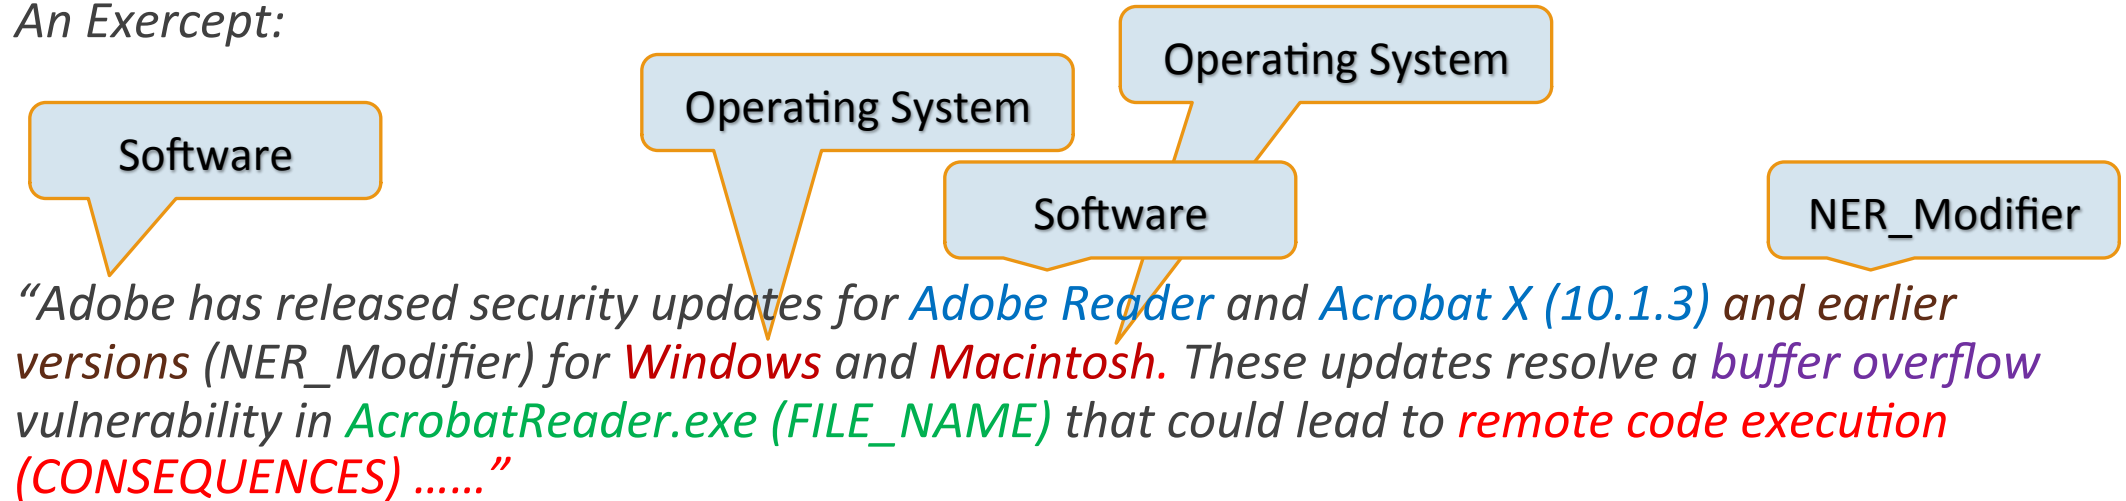 An Exercept:
Operating System
Operating System
Software
Software
NER_Modifier
“Adobe has released security updates for Adobe Reader and Acrobat X (10.1.3) and earlier
versions (NER_Modifier) for Windows and Macintosh. These updates resolve a buffer overflow
vulnerability in AcrobatReader.exe (FILE_NAME) that could lead to remote code execution
(CONSEQUENCES) ......”